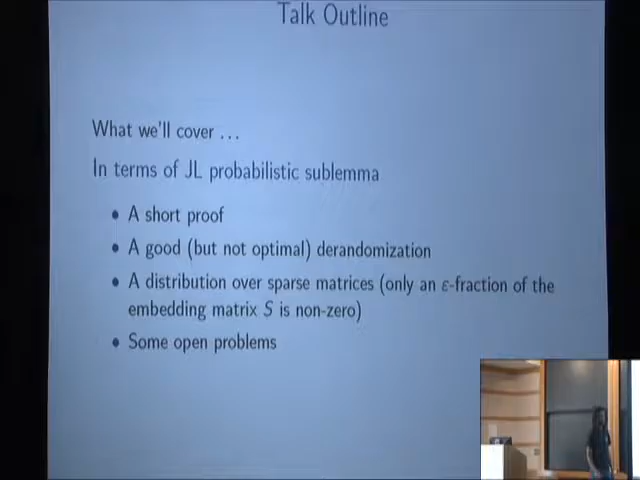 Talk Outline
What we'll cover ...
In terms of JL probabilistic sublemma
• A short proof
• A good (but not optimal) derandomization
• A distribution over sparse matrices (only an ε-fraction of the
embedding matrix S is non-zero)
• Some open problems